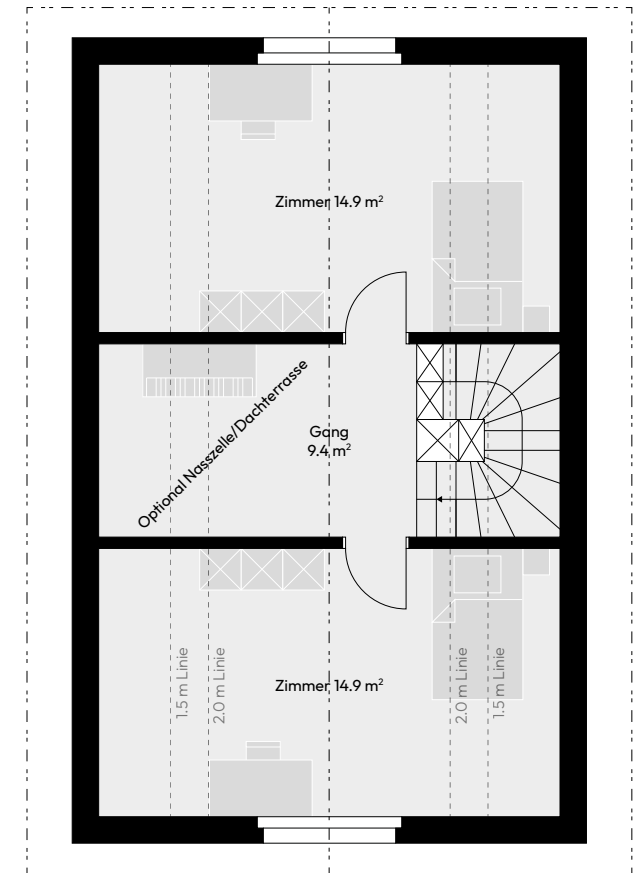 Zimmer 14.9 m²
Optional Nasszelle/Dachterrasse
Gang
9.4 m²
1.5 m Linie
2.0 m Linie
Zimmer 14.9 m²
2.0 m Linie
1.5 m Linie